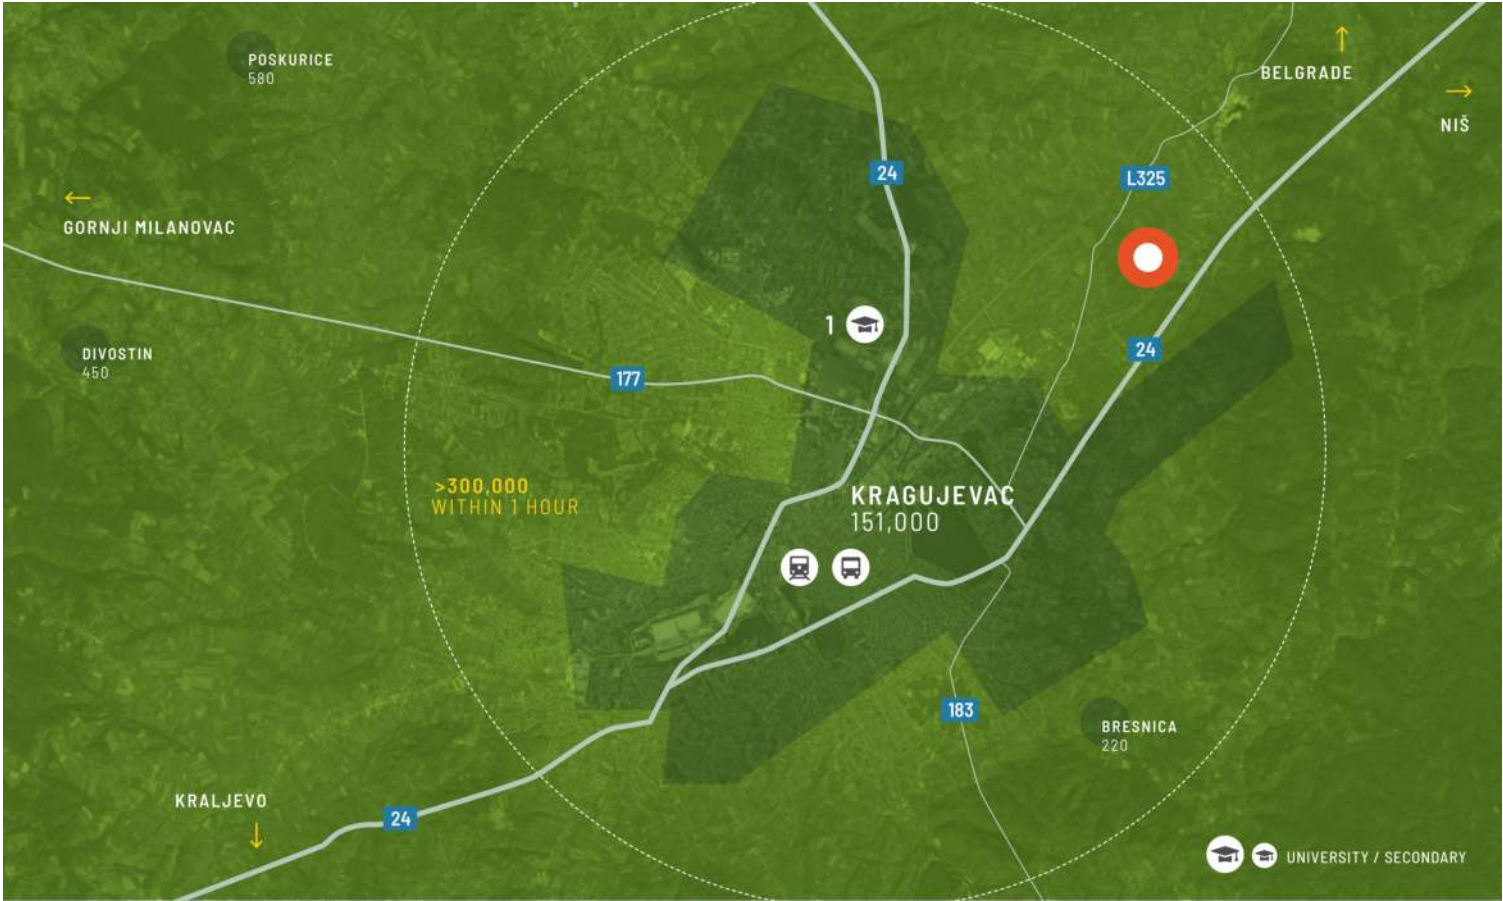 POSKURICE
580
BELGRADE
NIŠ
24
L325
GORNJI MILANOVAC
1
DIVOSTIN
450
24
177
>300,000
WITHIN 1 HOUR
KRAGUJEVAC
151,000
183
BRESNICA
220
KRALJEVO
24
UNIVERSITY / SECONDARY